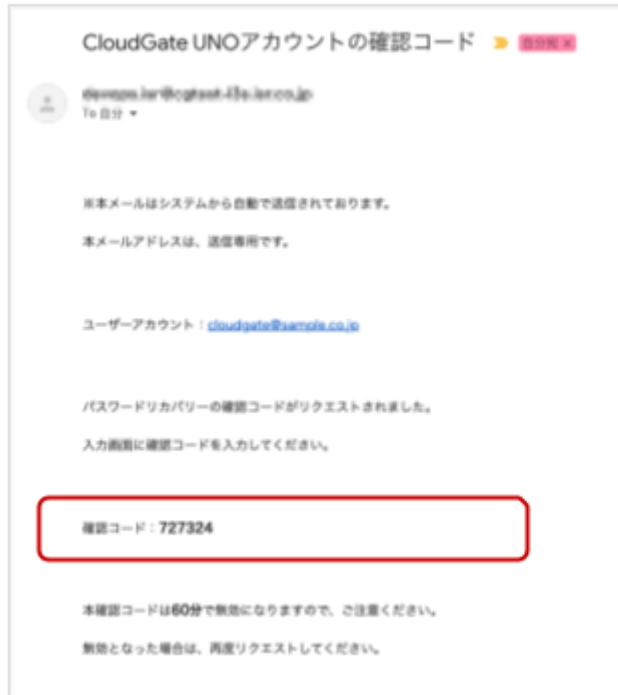 CloudGate UNOアカウントの確認コード
To 自分
※本メールはシステムから自動で送信されております。
本メールアドレスは、送信専用です。
ユーザーアカウント：cloudgate@sample.co.jp
パスワードリカバリーの確認コードがリクエストされました。
入力画面に確認コードを入力してください。
確認コード：727324
本確認コードは60分で無効になりますので、ご注意ください。
無効となった場合は、再度リクエストしてください。